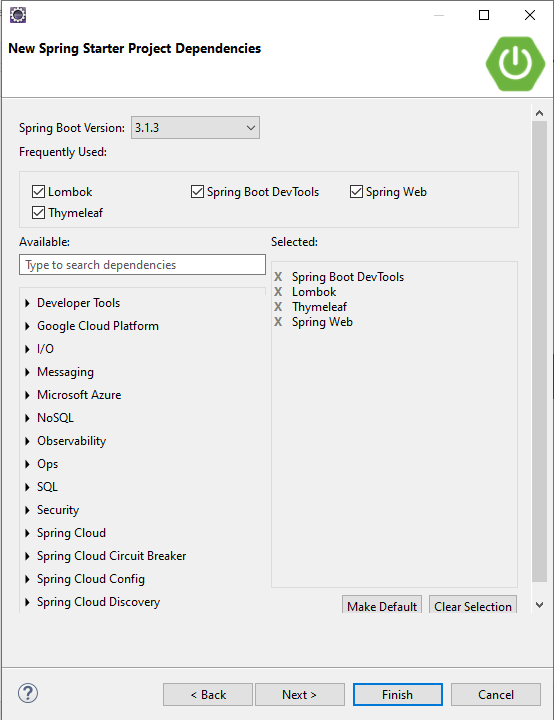 New Spring Starter Project Dependencies
Spring Boot Version: 3.1.3
Frequently Used:
Lombok Spring Boot DevTools Spring Web
Thymeleaf
Available:
Type to search dependencies
Developer Tools
Google Cloud Platform
I/O
Messaging
Microsoft Azure
NoSQL
Observability
Ops
SQL
Security
Spring Cloud
Spring Cloud Circuit Breaker
Spring Cloud Config
Spring Cloud Discovery
Selected:
X Spring Boot DevTools
X Lombok
X Thymeleaf
X Spring Web
Make Default Clear Selection
? < Back Next > Finish Cancel